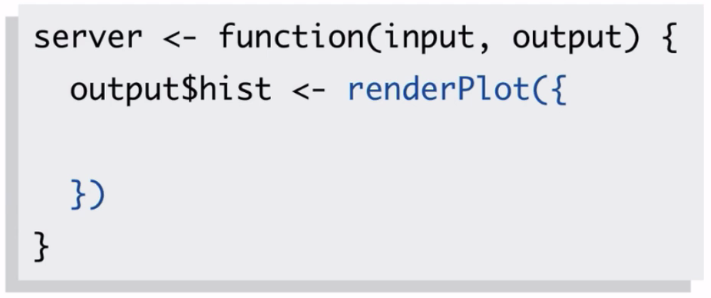 server <- function(input, output) {
  output$hist <- renderPlot({
  })
}